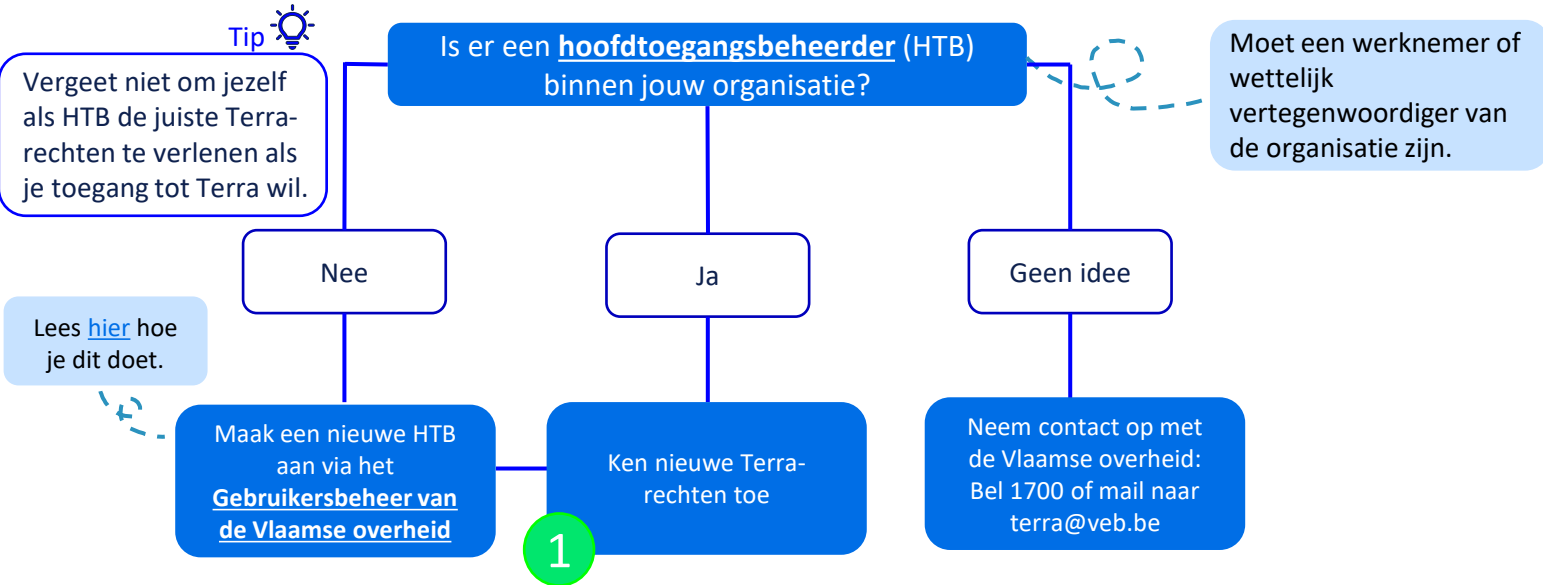 Tip
Vergeet niet om jezelf
als HTB de juiste Terra-
rechten te verlenen als
je toegang tot Terra wil.
Is er een hoofdtoegangsbeheerder (HTB)
binnen jouw organisatie?
Moet een werknemer of
wettelijk
vertegenwoordiger van
de organisatie zijn.
Nee
Ja
Geen idee
Lees hier hoe
je dit doet.
Maak een nieuwe HTB
aan via het
Gebruikersbeheer van
de Vlaamse overheid
Ken nieuwe Terra-
rechten toe
1
Neem contact op met
de Vlaamse overheid:
Bel 1700 of mail naar
terra@veb.be